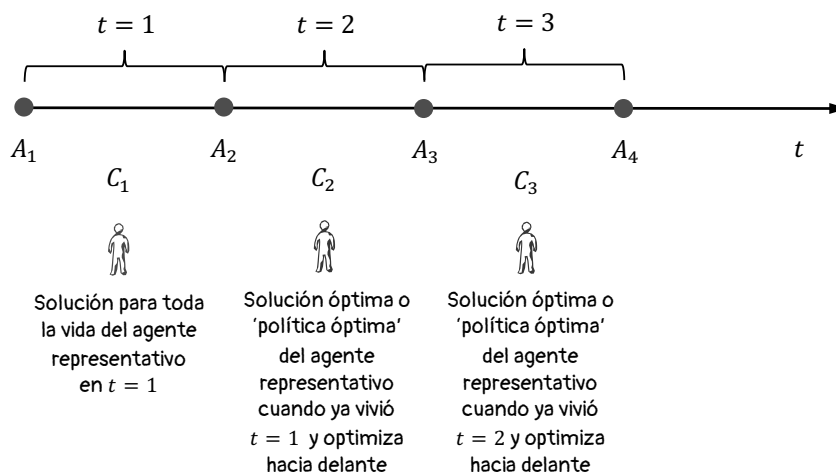 t = 1
t = 2
t = 3
A₁
A₂
A₃
A₄
t
C₁
C₂
C₃
Solución para toda
la vida del agente
representativo
en t = 1
Solución óptima o
‘política óptima’
del agente
representativo
cuando ya vivió
t = 1 y optimiza
hacia delante
Solución óptima o
‘política óptima’
del agente
representativo
cuando ya vivió
t = 2 y optimiza
hacia delante